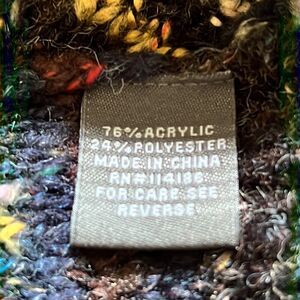 76% ACRYLIC
24% POLYESTER
MADE IN CHINA
RN# 114186
FOR CARE SEE
REVERSE